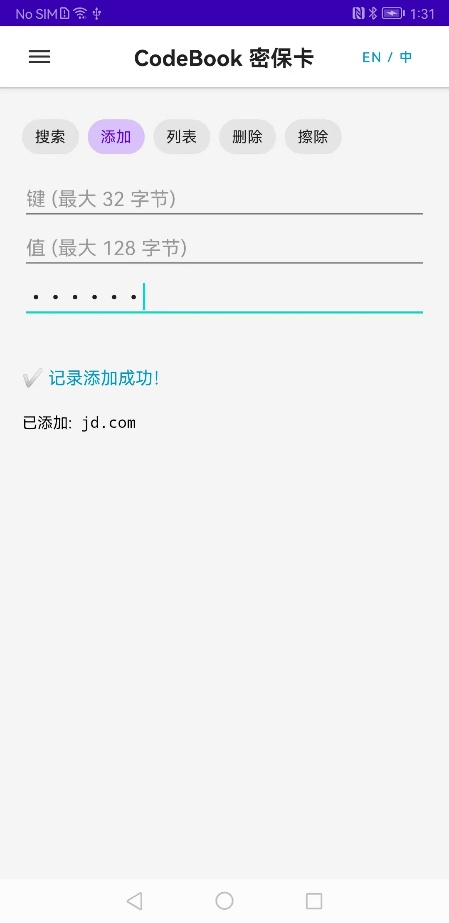 No SIM 1:31
CodeBook 密保卡 EN / 中
搜索 添加 列表 删除 擦除
键 (最大 32 字节)
值 (最大 128 字节)
••••••
✔ 记录添加成功!
已添加: jd.com